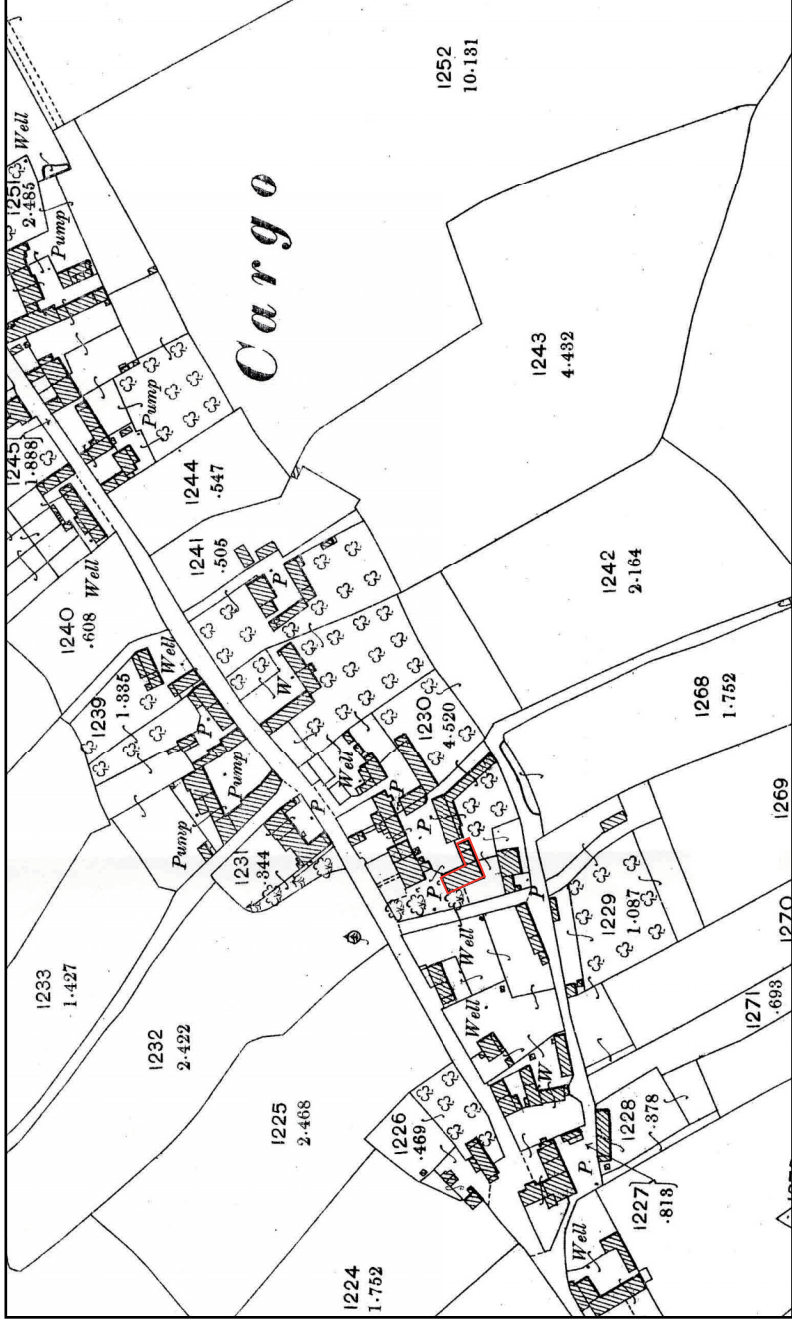 1251
2·485
Well
Pump
1252
10·131
Cargo
1245
1·888
Pump
1244
·547
1243
4·432
1240
·608
Well
1241
·505
P.
1242
2·164
1239
1·335
Well
P.
W.
1230
4·520
Pump
Well
P.
P.
1268
1·752
Pump
1231
·344
P.
P.
P.
1269
1233
1·427
1229
1·087
Well
1270
1232
2·422
Well
1271
·693
1225
2·468
W.
1226
·469
1228
·378
P.
1227
·813
Well
1224
1·752